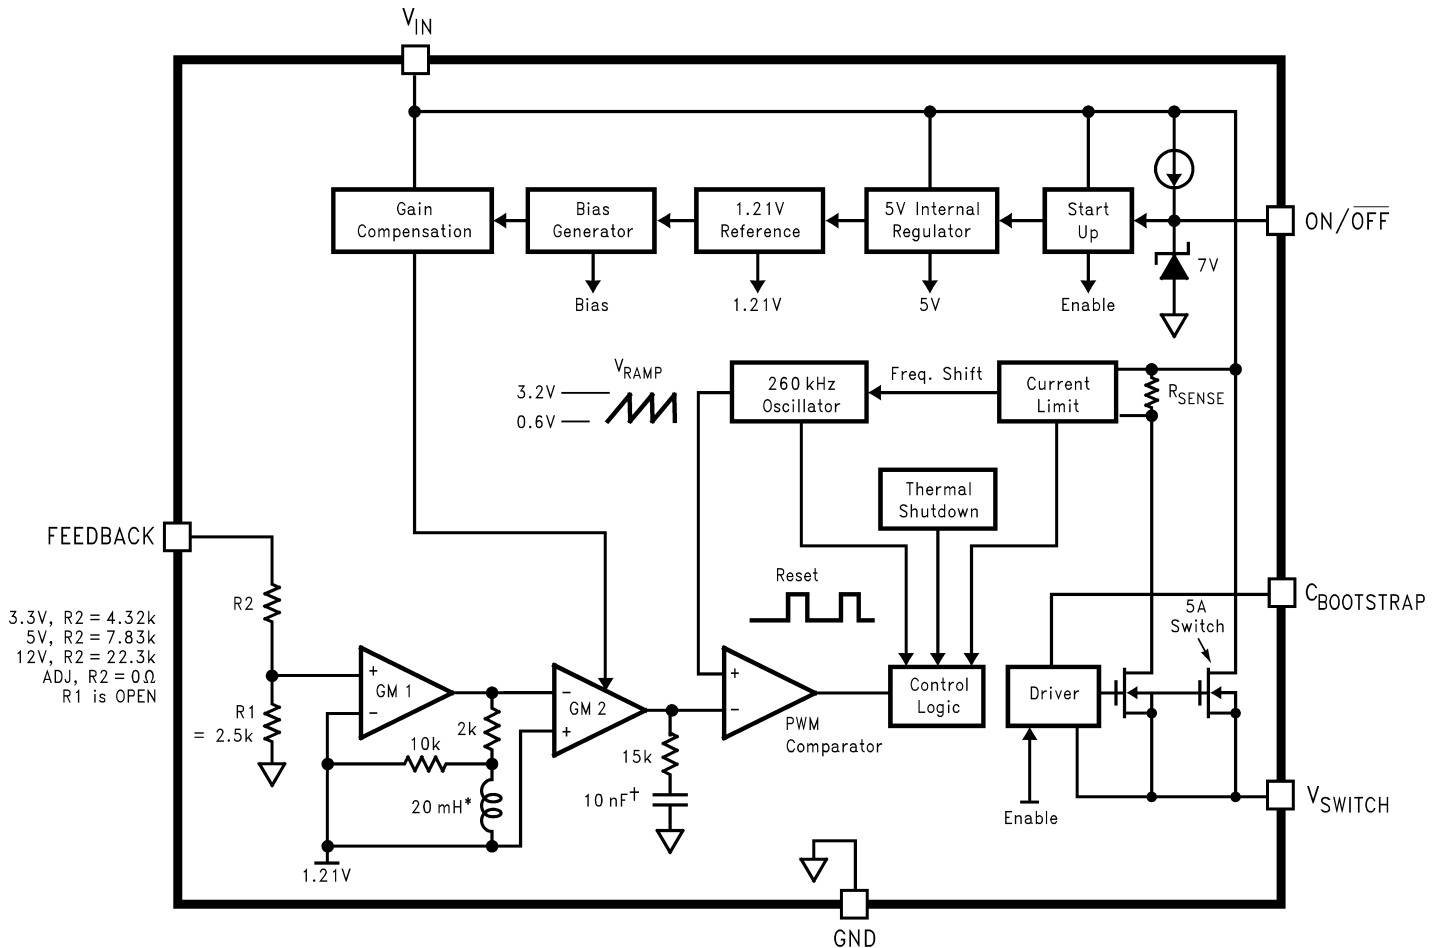 VIN
Gain
Compensation
Bias
Generator
1.21V
Reference
5V Internal
Regulator
Start
Up
ON/OFF
7V
Bias
1.21V
5V
Enable
VRAMP
3.2V
0.6V
260 kHz
Oscillator
Freq. Shift
Current
Limit
RSENSE
Thermal
Shutdown
FEEDBACK
Reset
CBOOTSTRAP
5A
Switch
R2
3.3V, R2 = 4.32k
5V, R2 = 7.83k
12V, R2 = 22.3k
ADJ, R2 = 0Ω
R1 is OPEN
R1
= 2.5k
+
GM 1
−
−
GM 2
+
+
−
PWM
Comparator
Control
Logic
Driver
2k
10k
20 mH*
15k
10 nF†
Enable
VSWITCH
1.21V
GND